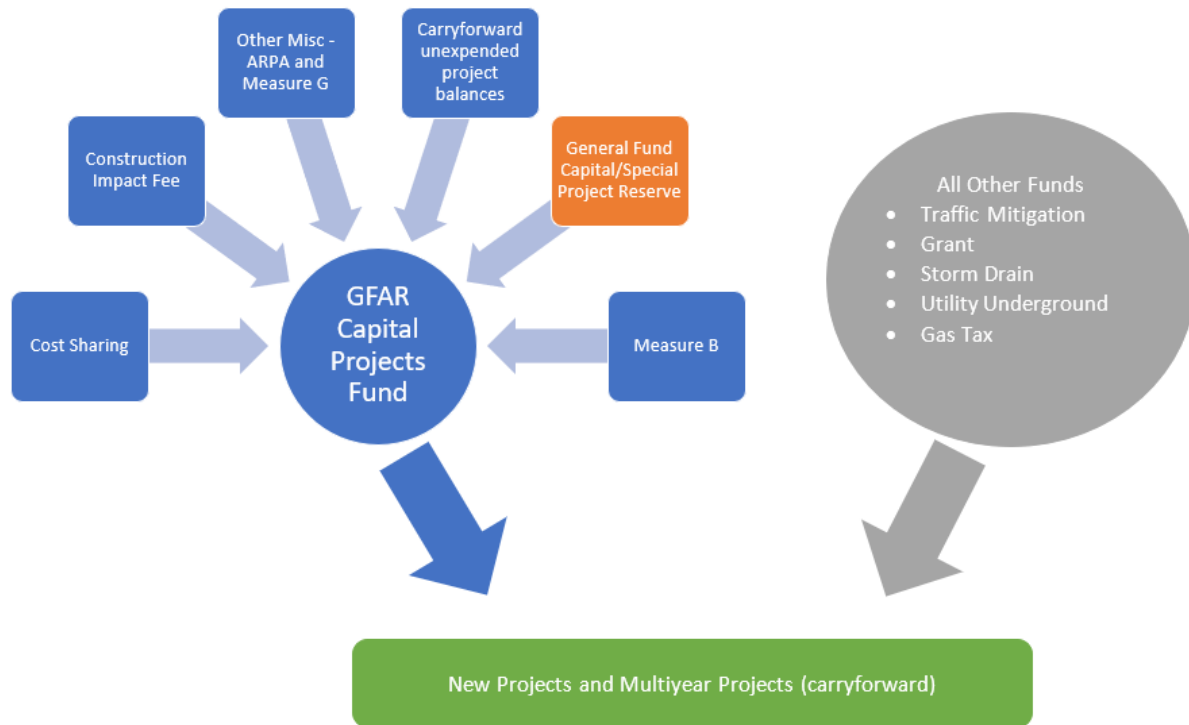 Other Misc -
ARPA and
Measure G
Carryforward
unexpended
project
balances
Construction
Impact Fee
General Fund
Capital/Special
Project Reserve
Cost Sharing
GFAR
Capital
Projects
Fund
Measure B
All Other Funds
• Traffic Mitigation
• Grant
• Storm Drain
• Utility Underground
• Gas Tax
New Projects and Multiyear Projects (carryforward)